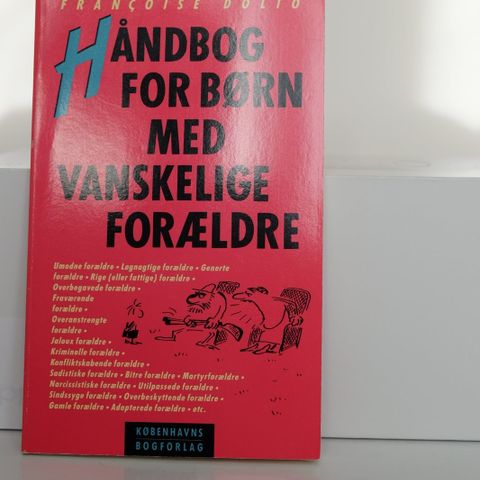 FRANÇOISE DOLTO
HÅNDBOG
FOR BØRN
MED
VANSKELIGE
FORÆLDRE
Umodne forældre • Løgnagtige forældre • Generte
forældre • Rige (eller fattige) forældre •
Overbegavede forældre •
Fraværende
forældre •
Overanstrengte
forældre •
Jaloux forældre •
Kriminelle forældre •
Konfliktskabende forældre •
Sadistiske forældre • Bitre forældre • Martyrforældre •
Narcissistiske forældre • Utilpassede forældre •
Sindssyge forældre • Overbeskyttende forældre •
Gamle forældre • Adopterede forældre • etc.
KØBENHAVNS
BOGFORLAG